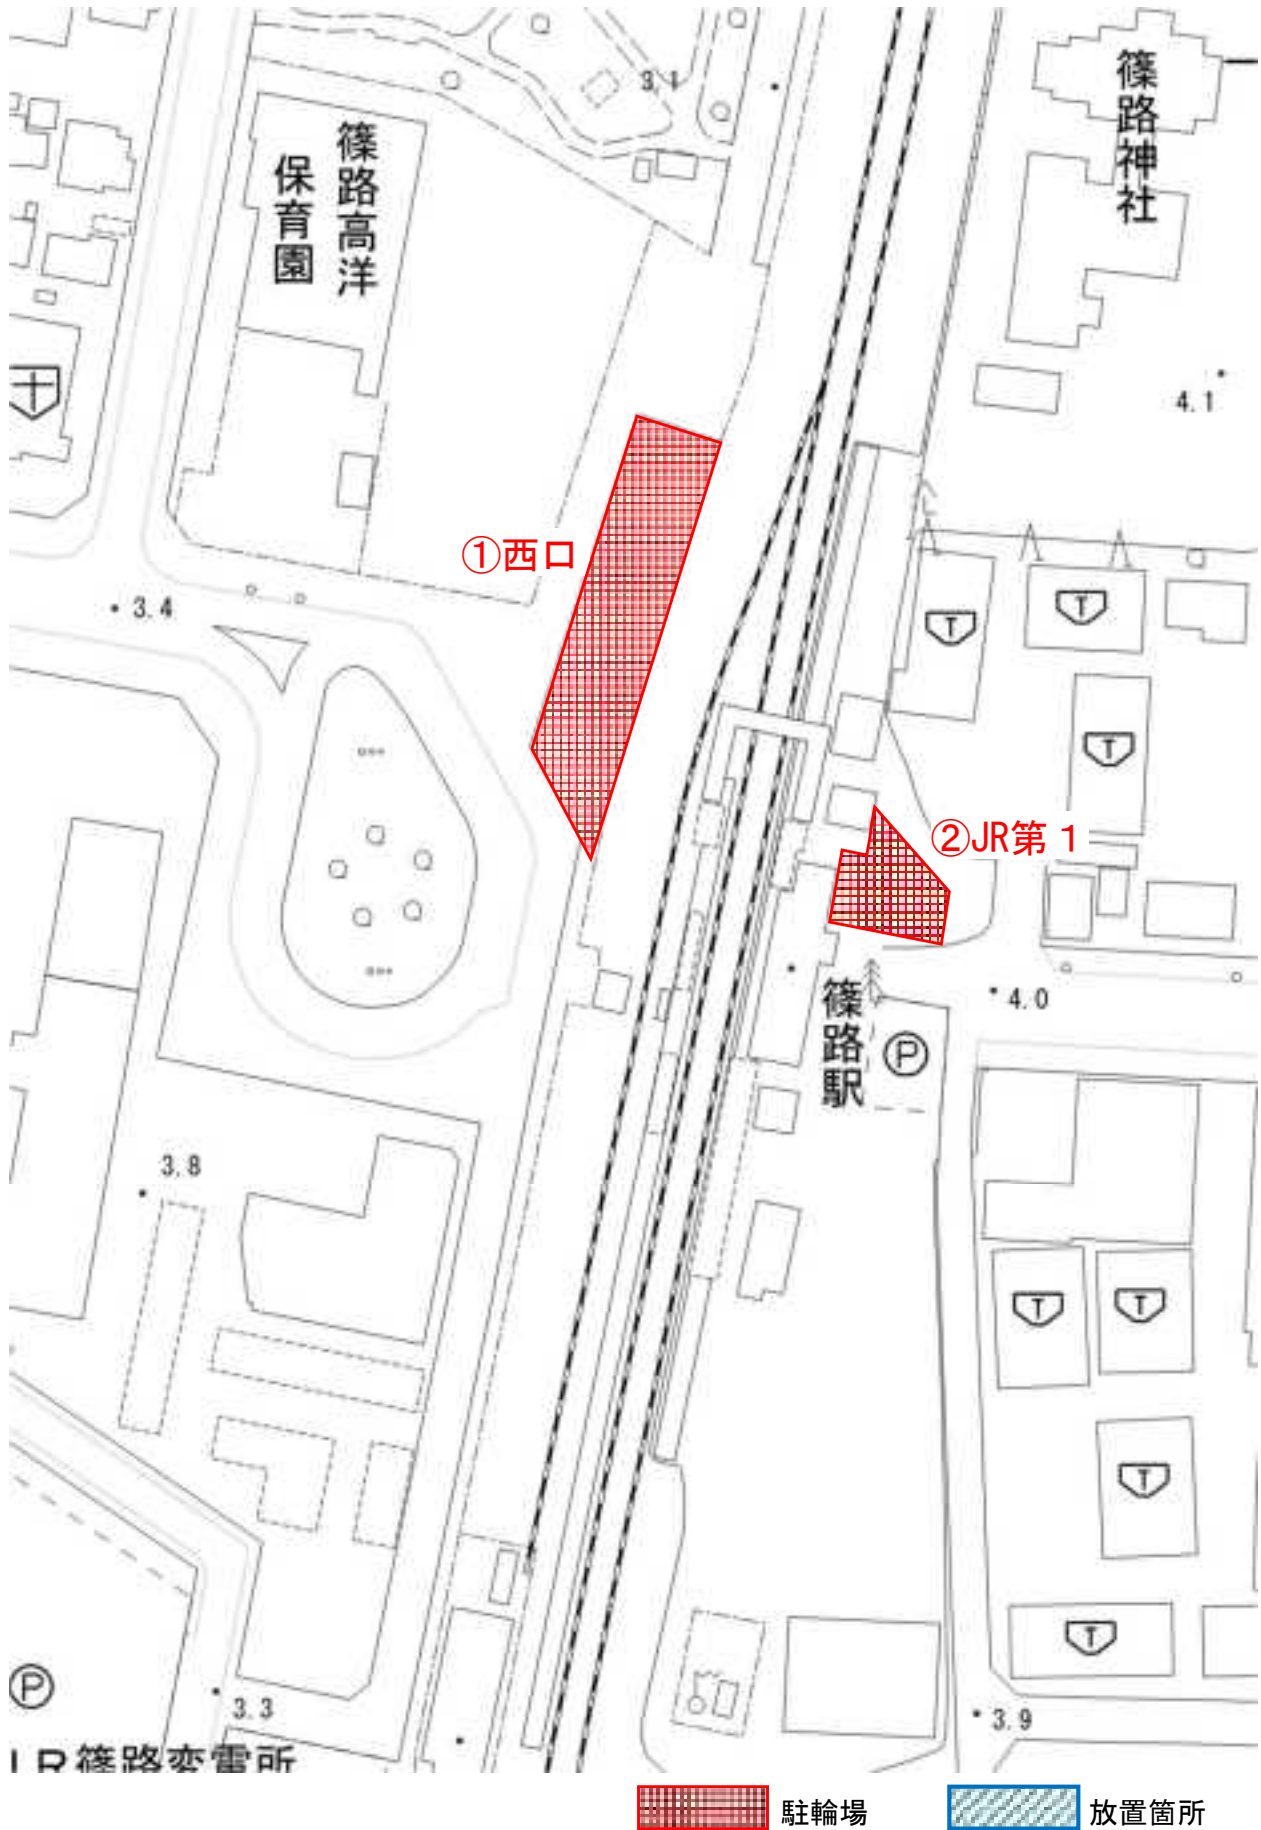 3.1
篠路神社
篠路高洋
保育園
4.1
①西口
3.4
T
T
T
②JR第１
篠路駅
4.0
P
3.8
T
T
T
T
P
3.3
3.9
JR篠路変電所
駐輪場
放置箇所